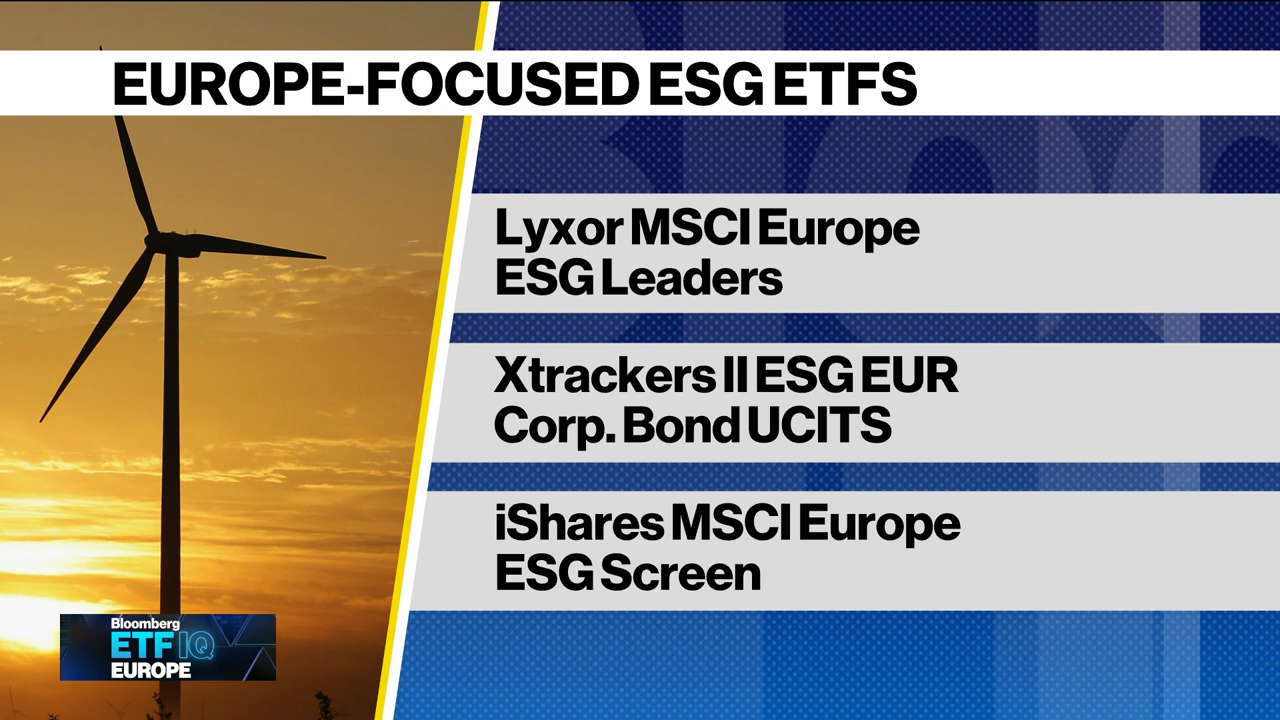 EUROPE-FOCUSED ESG ETFS
Lyxor MSCI Europe
ESG Leaders
Xtrackers II ESG EUR
Corp. Bond UCITS
iShares MSCI Europe
ESG Screen
Bloomberg
ETF IQ
EUROPE